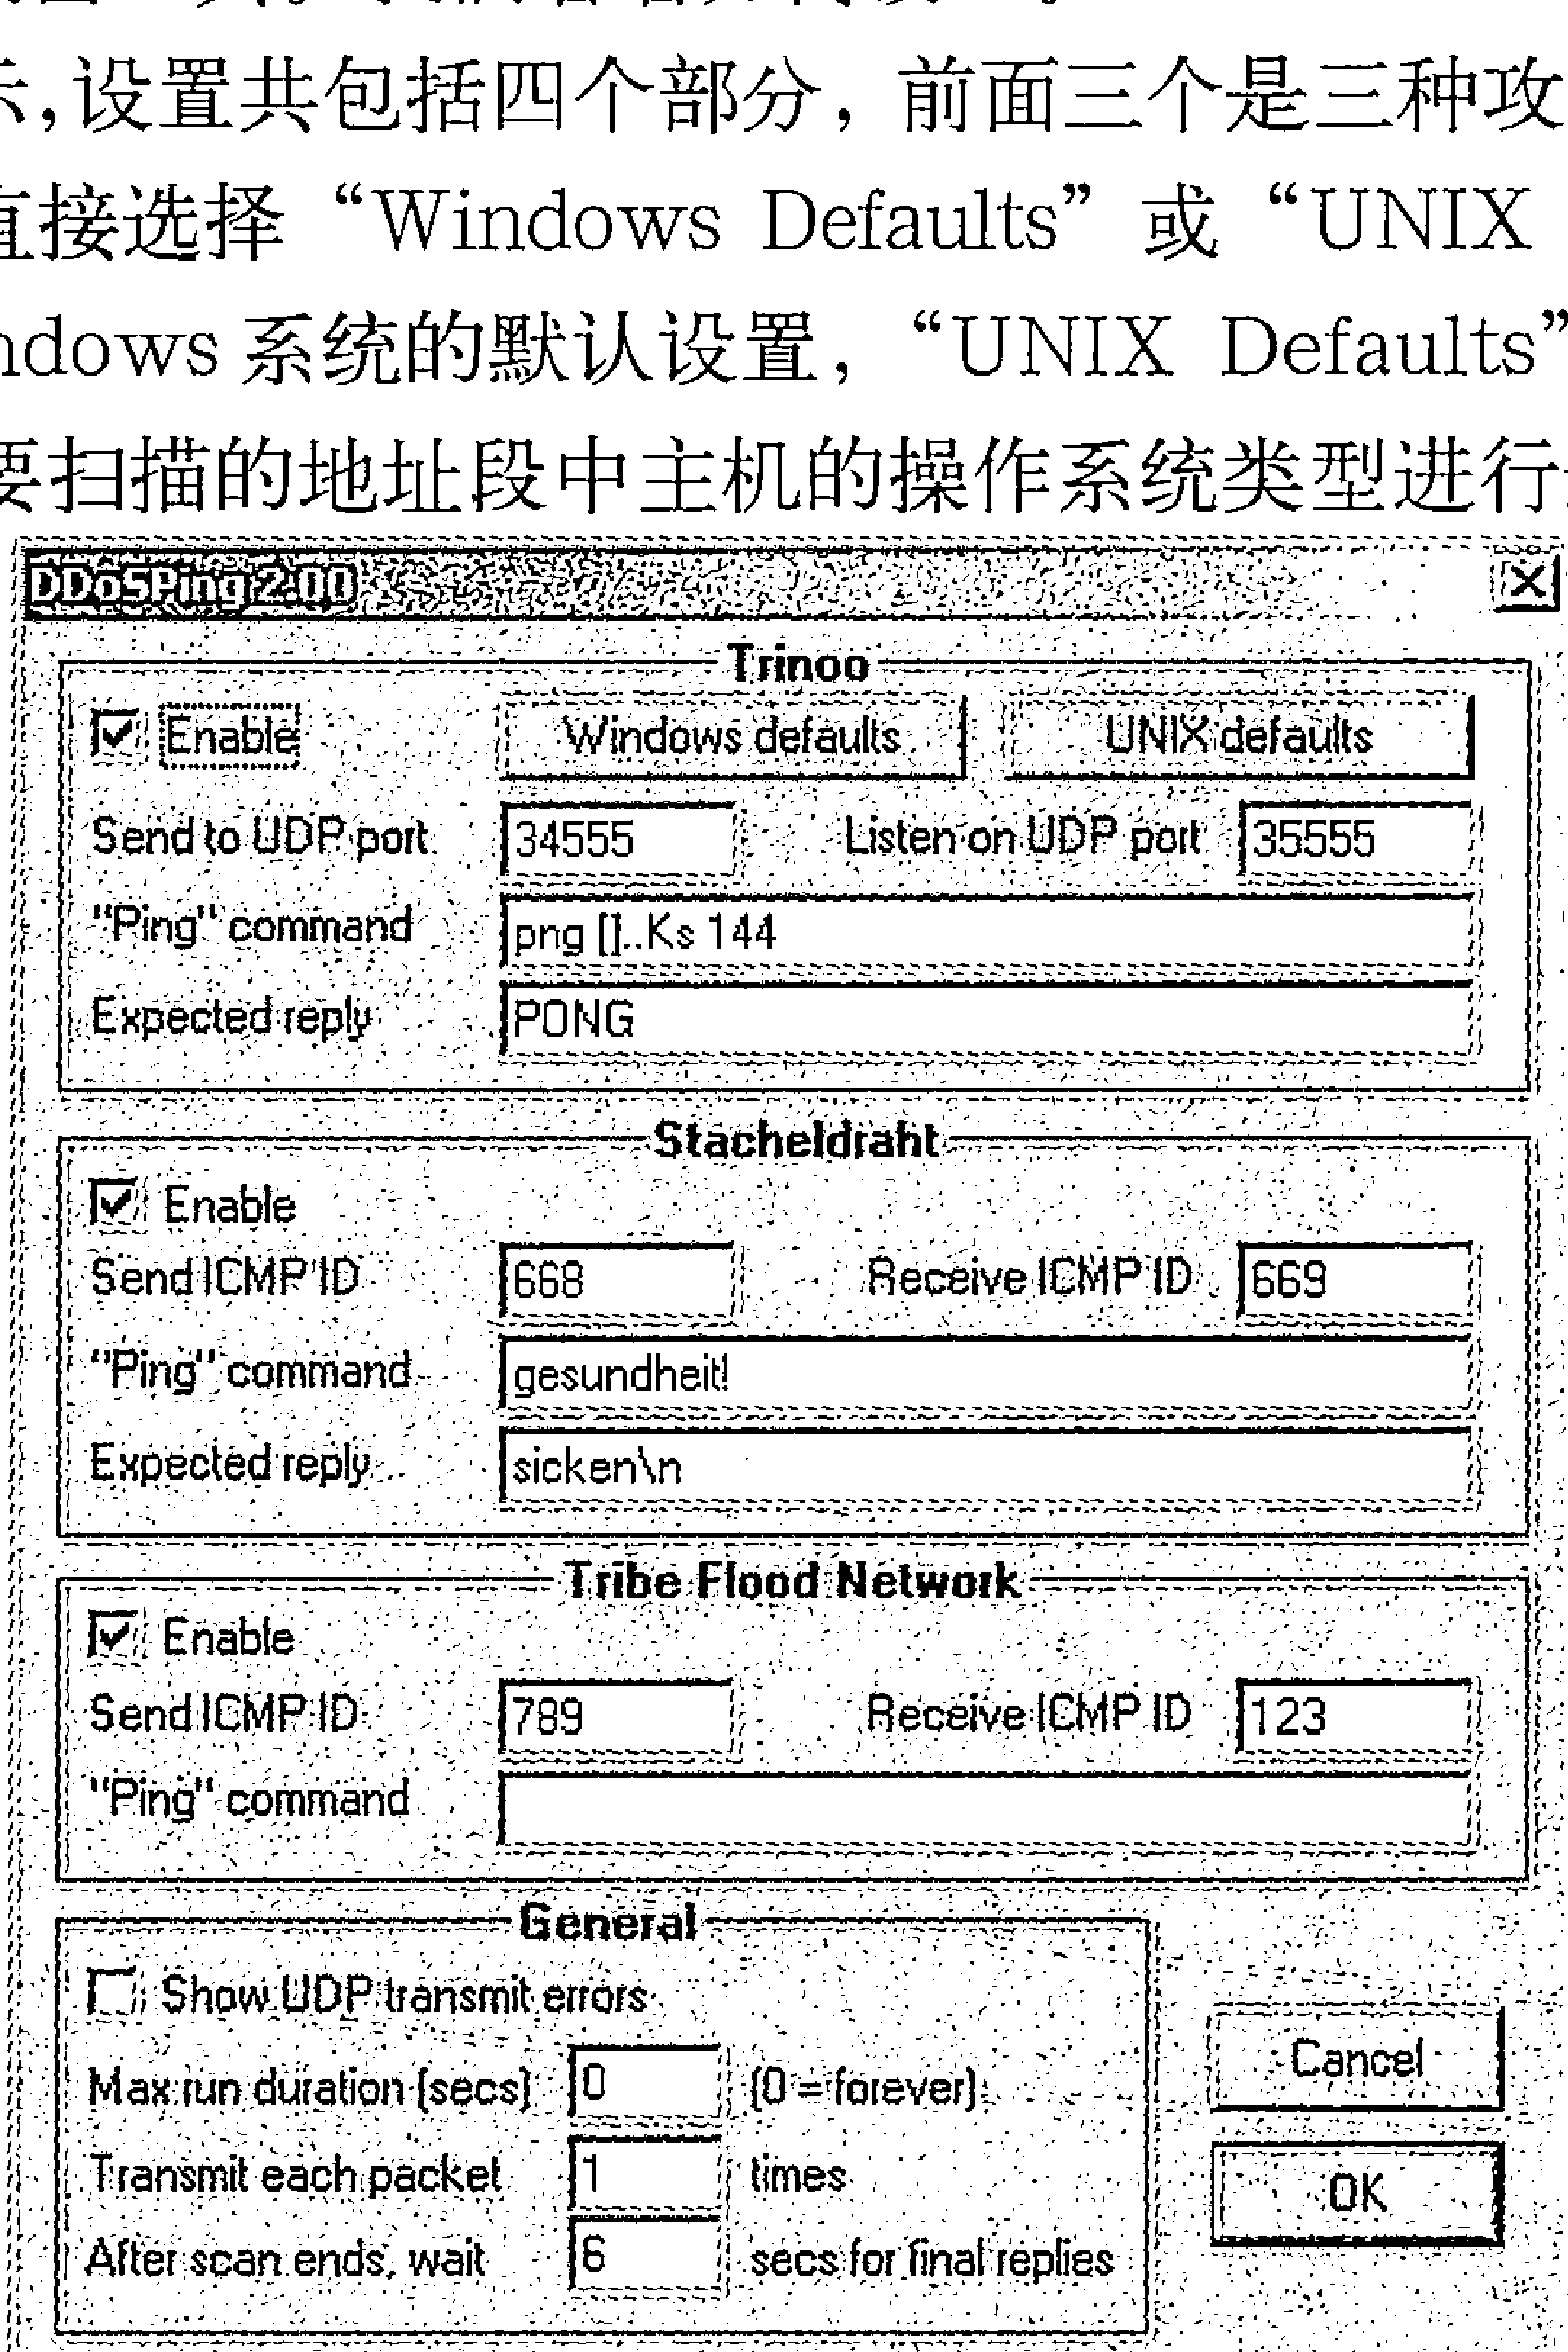 示,设置共包括四个部分，前面三个是三种攻
直接选择“Windows Defaults”或“UNIX
ndows系统的默认设置，“UNIX Defaults”
要扫描的地址段中主机的操作系统类型进行
DDoSPing 2.00
Trinoo
Enable Windows defaults UNIX defaults
Send to UDP port 34555 Listen on UDP port 35555
"Ping" command png []..Ks 144
Expected reply PONG
Stacheldraht
Enable
Send ICMP ID 668 Receive ICMP ID 669
"Ping" command gesundheit!
Expected reply sicken\n
Tribe Flood Network
Enable
Send ICMP ID 789 Receive ICMP ID 123
"Ping" command
General
Show UDP transmit errors
Max run duration (secs) 0 (0 = forever)
Cancel
Transmit each packet 1 times
OK
After scan ends, wait 6 secs for final replies